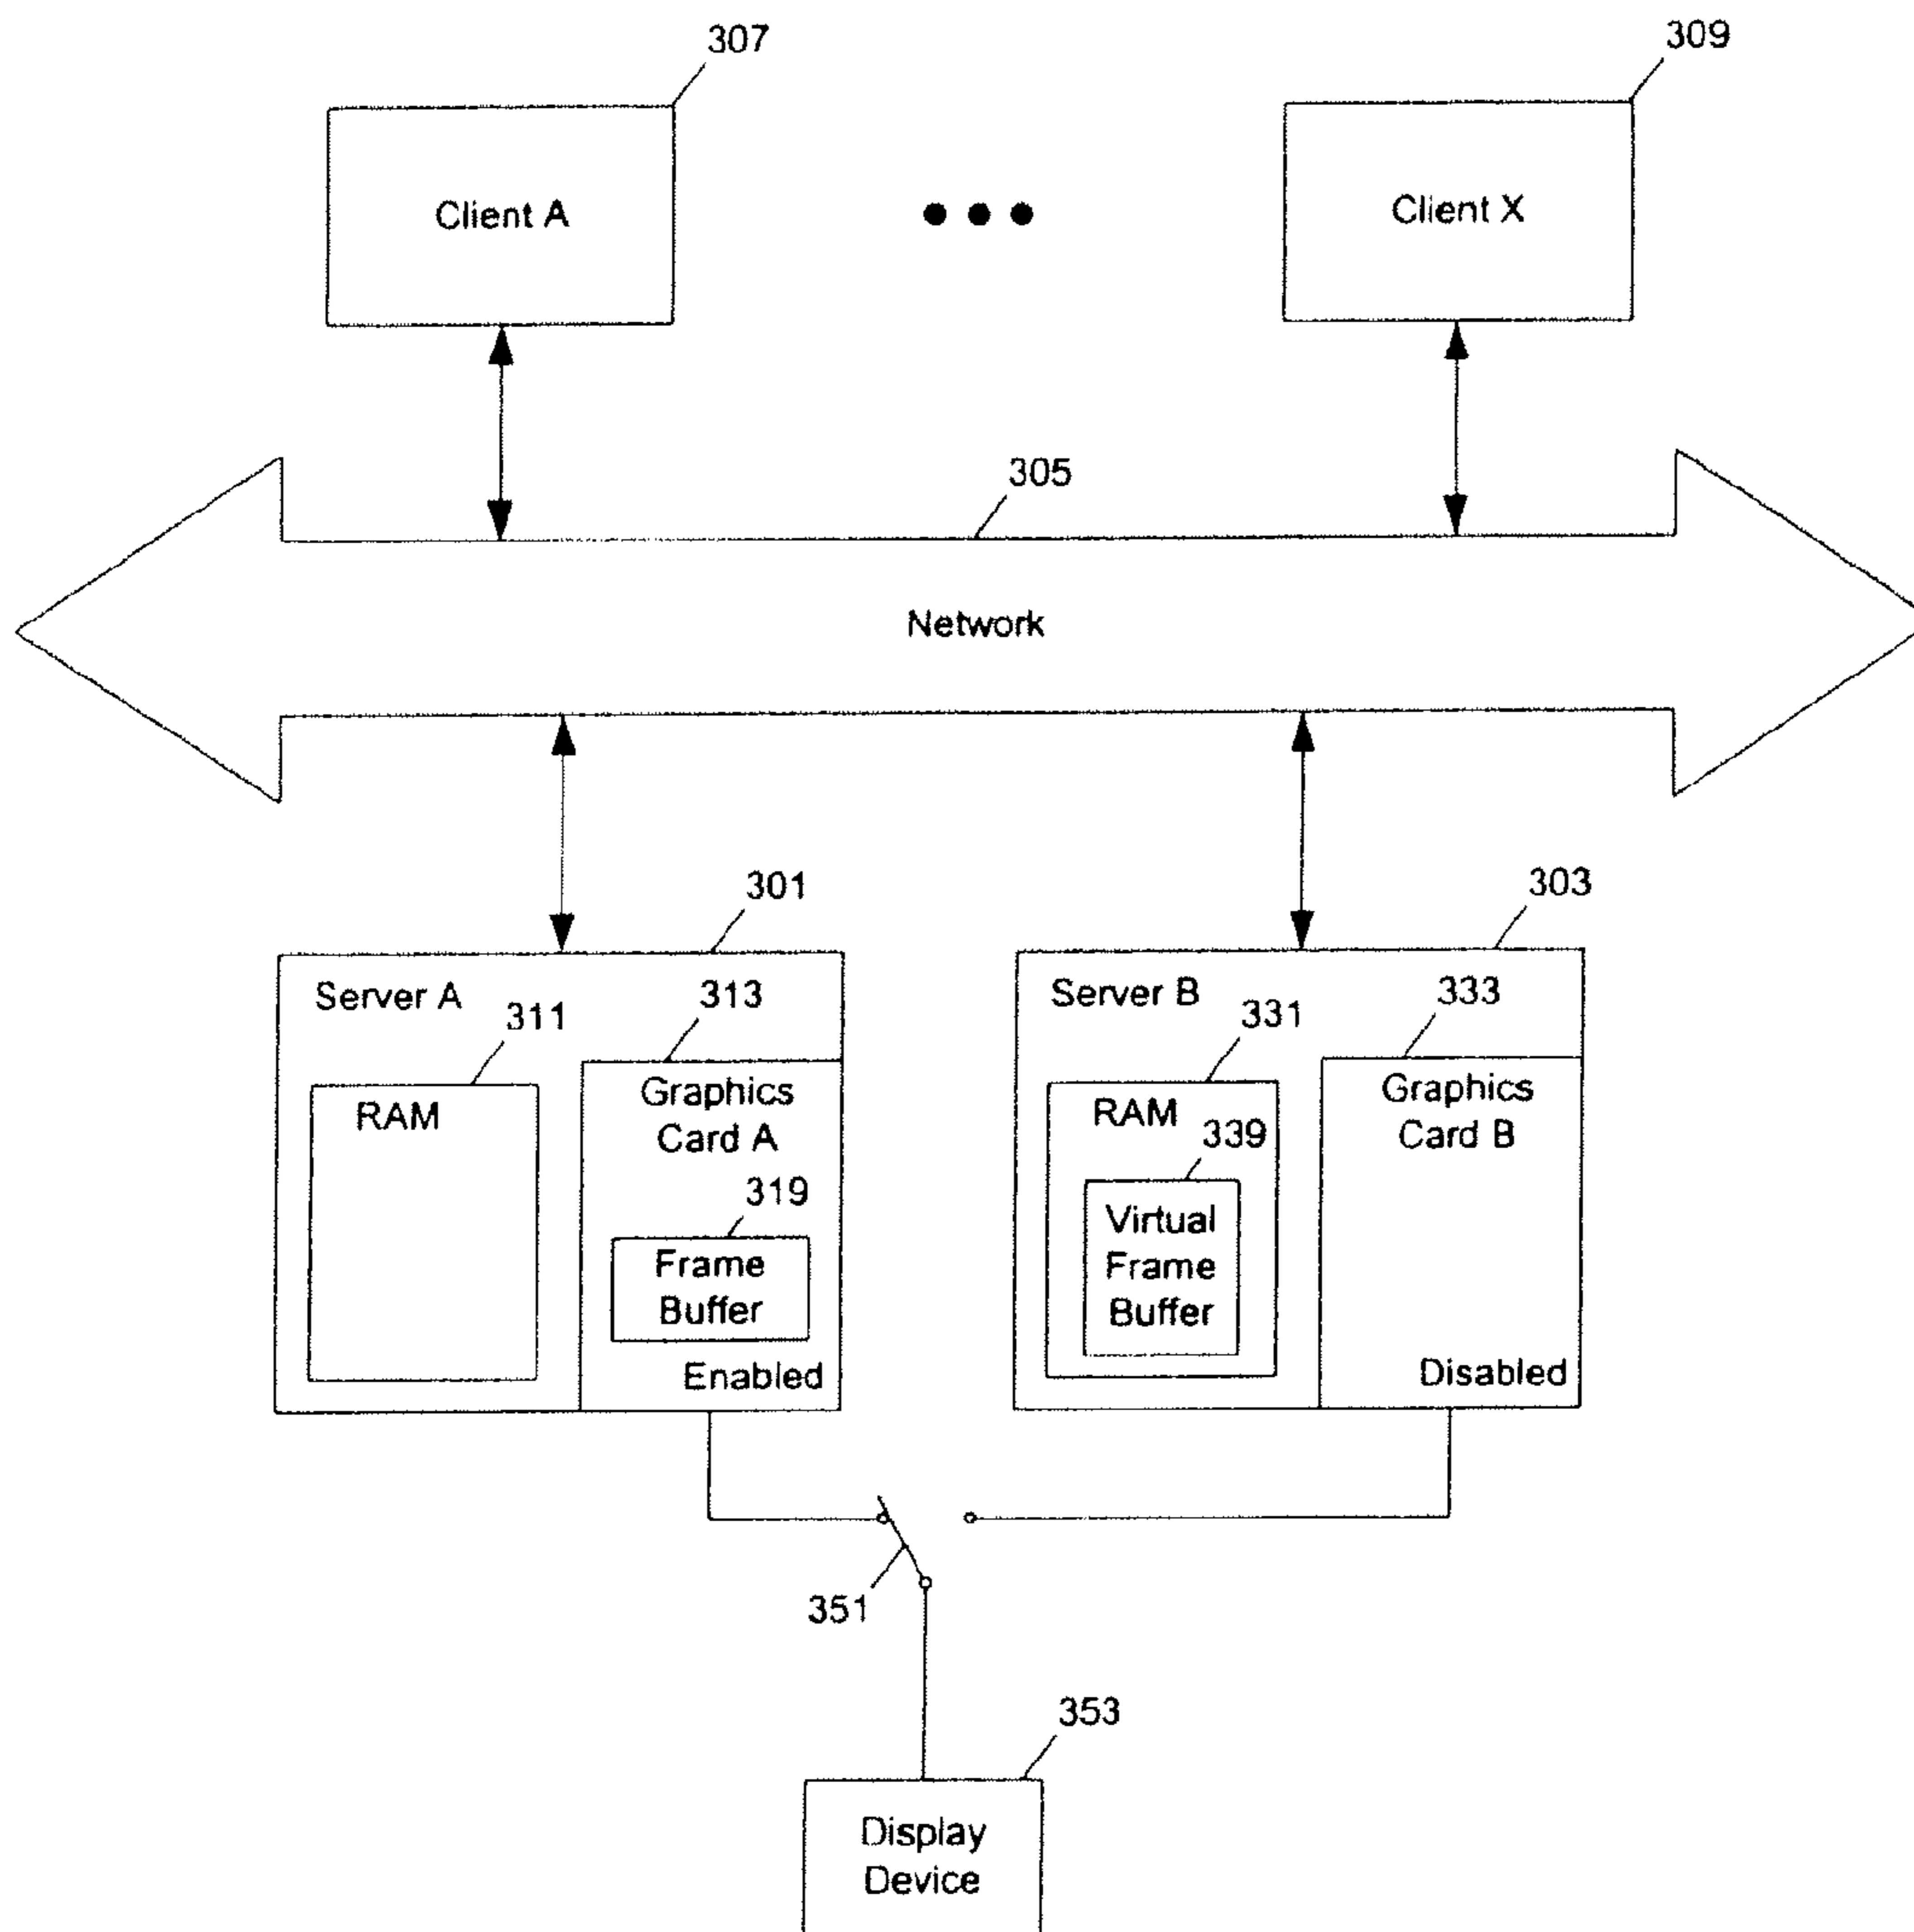 307
309
Client A
Client X
305
Network
301
303
Server A
313
311
Server B
333
331
RAM
Graphics
Card A
319
Frame
Buffer
Enabled
RAM
339
Virtual
Frame
Buffer
Graphics
Card B
Disabled
351
353
Display
Device